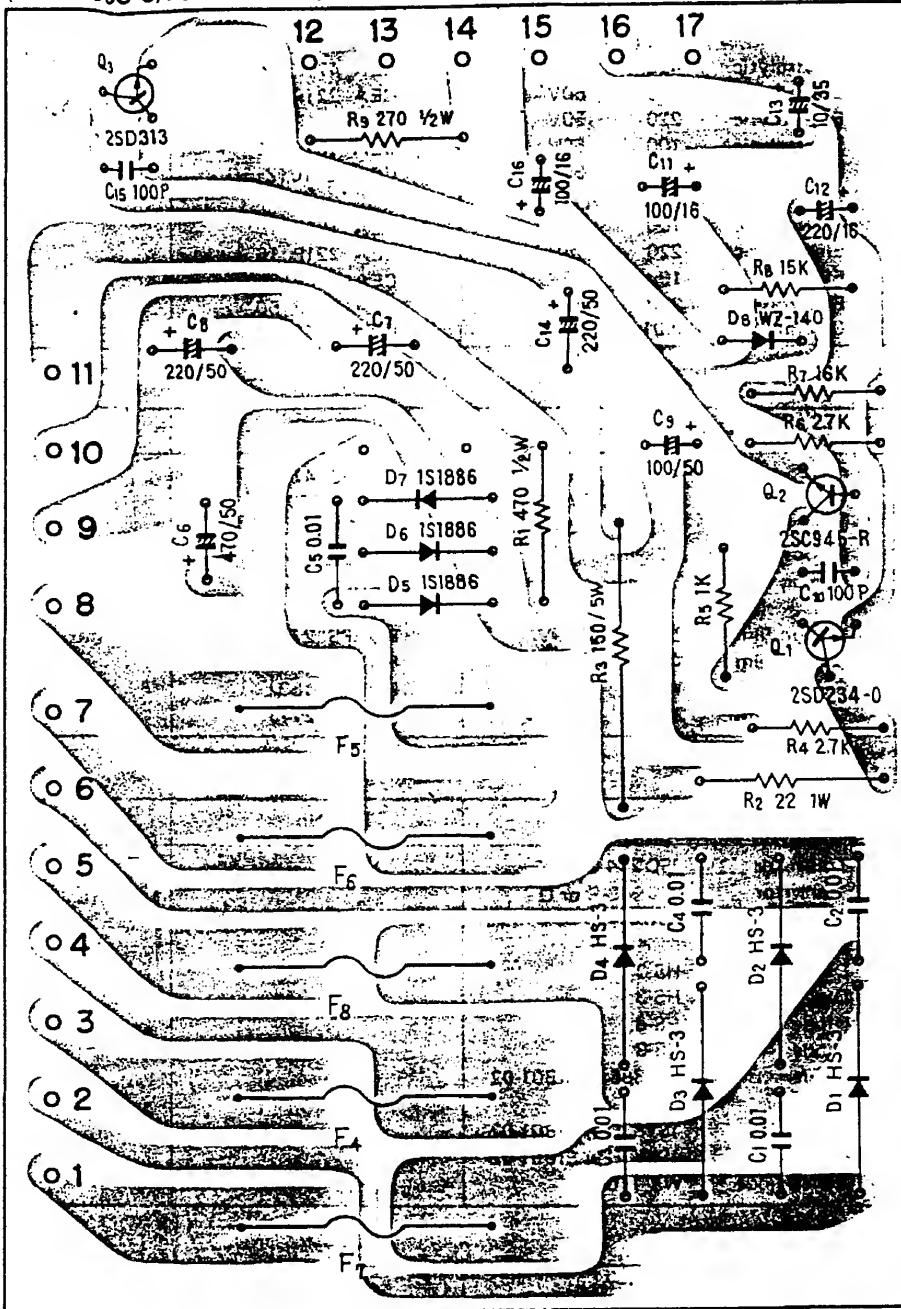 12 13 14 15 16 17
Q3
2SD313
C15 100P
R9 270 ½W
C16 100/16
+
C11 +
100/16
+
C13
10/35
C12 +
220/16
R8 15K
D8 WZ-140
R7 16K
R6 2.7K
+ C8
220/50
+ C7
220/50
C14 220/50
11
10
9
8
7
6
5
4
3
2
1
C9 +
100/50
Q2
2SC945-R
C10 100P
Q1
2SD234-O
+ C6
470/50
C5 0.01
D7 1S1886
D6 1S1886
D5 1S1886
R1 470 ½W
R3 150/5W
R5 1K
R4 2.7K
R2 22 1W
F5
F6
F8
F4
F7
D4 HS-3
C4 0.01
D2 HS-3
C2 0.01
0.01
D3 HS-3
C1 0.01
D1 HS-3